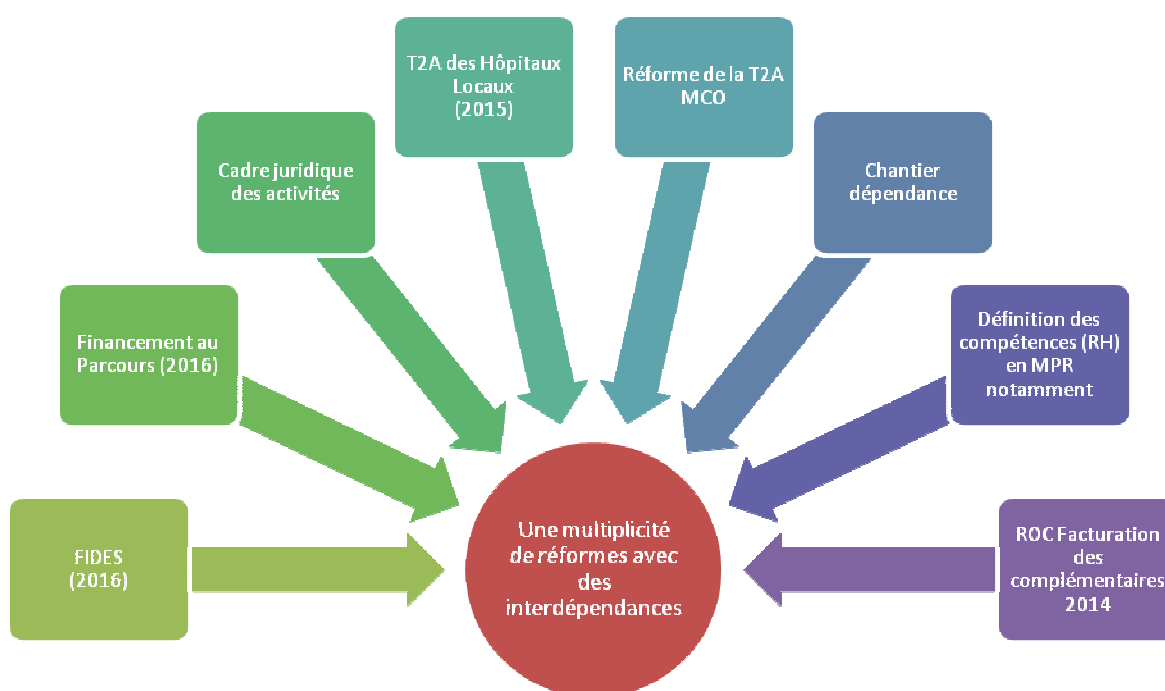 T2A des Hôpitaux
Locaux
(2015)
Réforme de la T2A
MCO
Cadre juridique
des activités
Chantier
dépendance
Financement au
Parcours (2016)
Définition des
compétences (RH)
en MPR
notamment
FIDES
(2016)
Une multiplicité
de réformes avec
des
interdépendances
ROC Facturation
des
complémentaires
2014